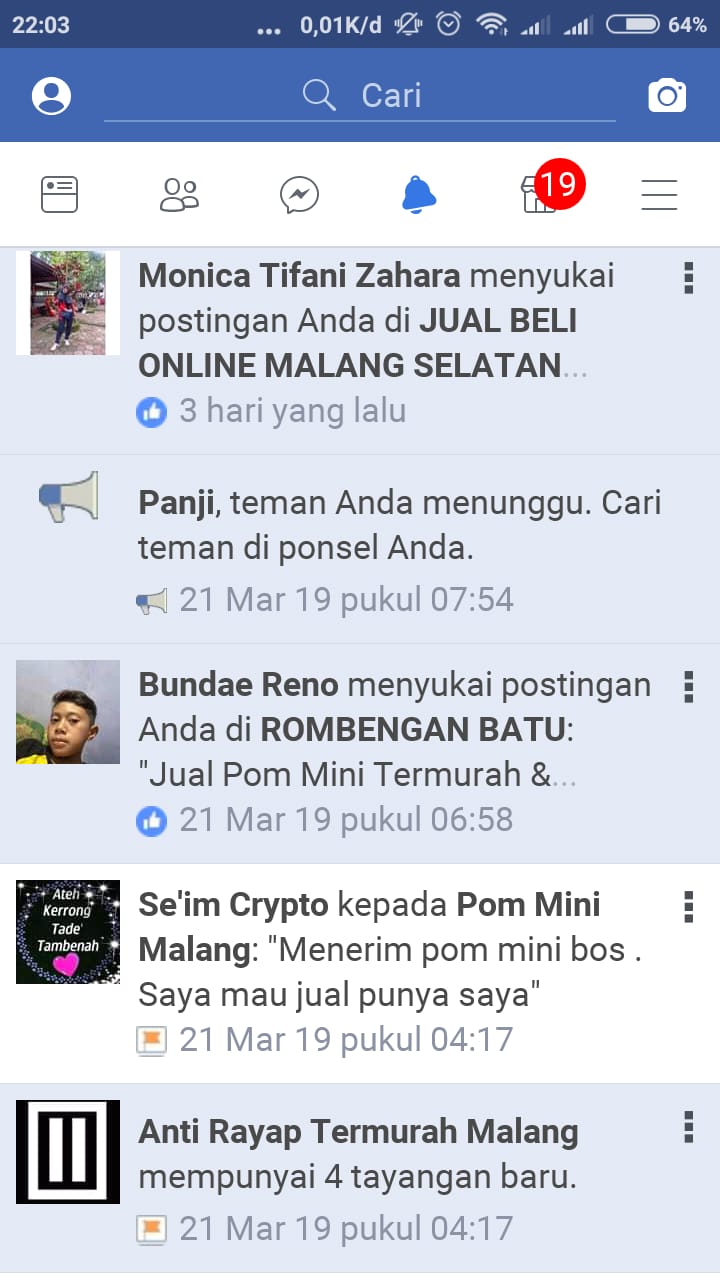 22:03 ... 0,01K/d 64%
Cari
19
Monica Tifani Zahara menyukai
postingan Anda di JUAL BELI
ONLINE MALANG SELATAN...
3 hari yang lalu
Panji, teman Anda menunggu. Cari
teman di ponsel Anda.
21 Mar 19 pukul 07:54
Bundae Reno menyukai postingan
Anda di ROMBENGAN BATU:
"Jual Pom Mini Termurah &...
21 Mar 19 pukul 06:58
Ateh
Kerrong
Tade'
Tambenah
Se'im Crypto kepada Pom Mini
Malang: "Menerim pom mini bos .
Saya mau jual punya saya"
21 Mar 19 pukul 04:17
Anti Rayap Termurah Malang
mempunyai 4 tayangan baru.
21 Mar 19 pukul 04:17